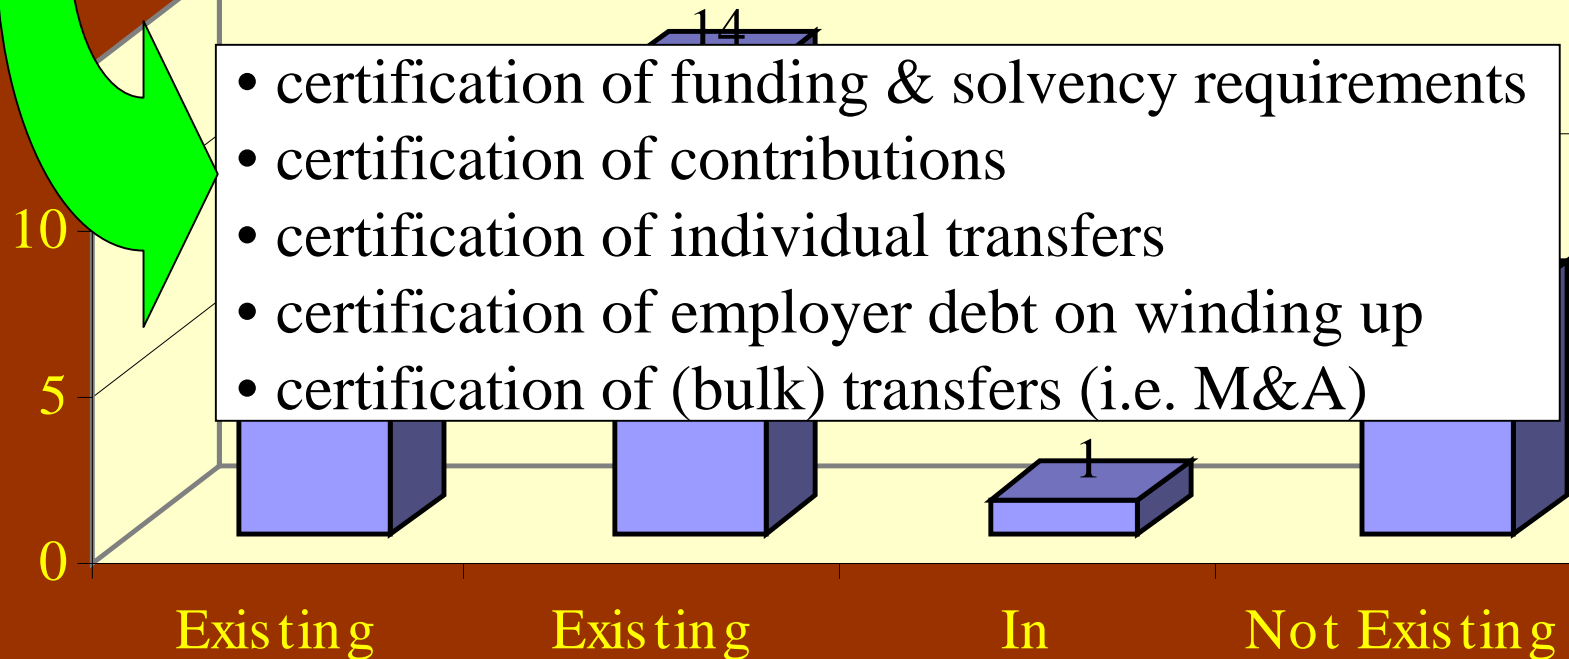 14
• certification of funding & solvency requirements
• certification of contributions
• certification of individual transfers
• certification of employer debt on winding up
• certification of (bulk) transfers (i.e. M&A)
10
5
1
0
Existing Existing In Not Existing